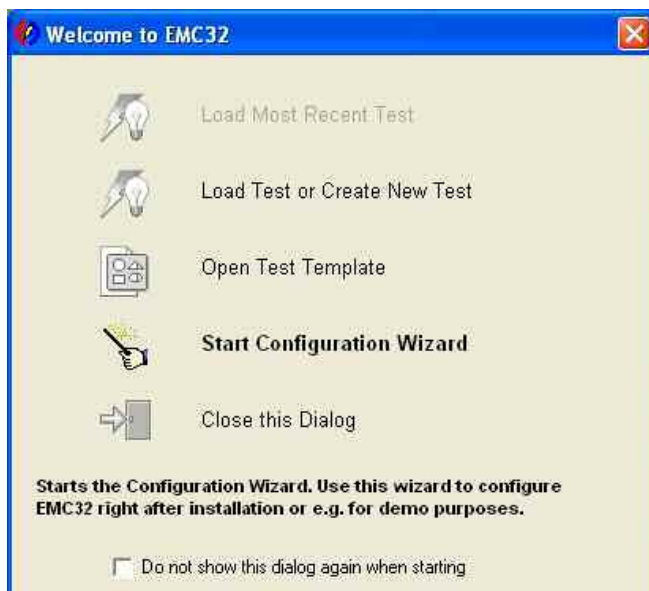 Welcome to EMC32
Load Most Recent Test
Load Test or Create New Test
Open Test Template
Start Configuration Wizard
Close this Dialog
Starts the Configuration Wizard. Use this wizard to configure
EMC32 right after installation or e.g. for demo purposes.
Do not show this dialog again when starting